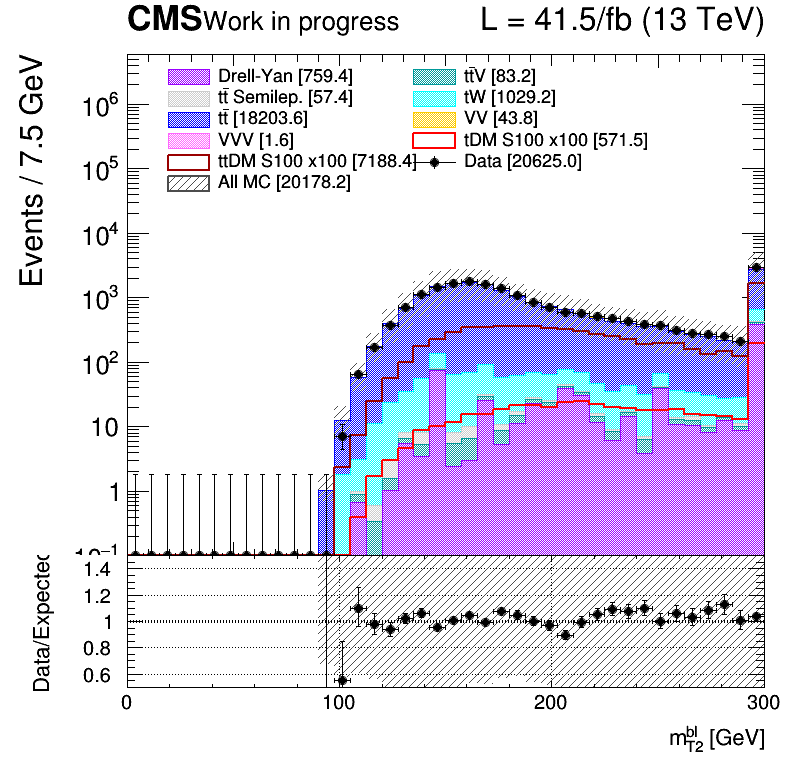 CMS Work in progress L = 41.5/fb (13 TeV)
Events / 7.5 GeV
Drell-Yan [759.4] tt̄V [83.2]
tt̄ Semilep. [57.4] tW [1029.2]
tt̄ [18203.6] VV [43.8]
VVV [1.6] tDM S100 x100 [571.5]
ttDM S100 x100 [7188.4] Data [20625.0]
All MC [20178.2]
10⁶
10⁵
10⁴
10³
10²
10
1
10⁻¹
Data/Expected
1.4
1.2
1
0.8
0.6
0 100 200 300
m_{T2}^{bl} [GeV]